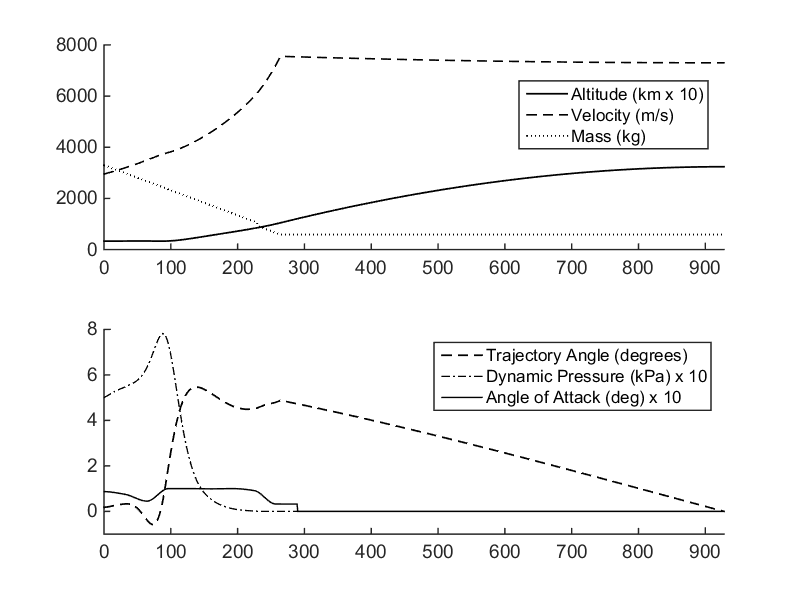 8000
6000
4000
2000
0
0 100 200 300 400 500 600 700 800 900
Altitude (km x 10)
Velocity (m/s)
Mass (kg)
8
6
4
2
0
0 100 200 300 400 500 600 700 800 900
Trajectory Angle (degrees)
Dynamic Pressure (kPa) x 10
Angle of Attack (deg) x 10